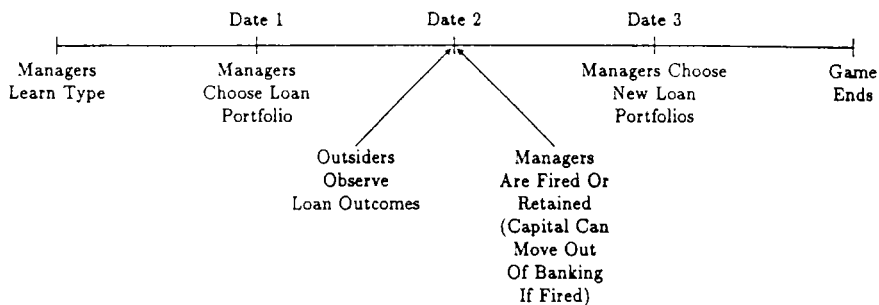 Date 1
Date 2
Date 3
Managers
Learn Type
Managers
Choose Loan
Portfolio
Managers Choose
New Loan
Portfolios
Game
Ends
Outsiders
Observe
Loan Outcomes
Managers
Are Fired Or
Retained
(Capital Can
Move Out
Of Banking
If Fired)